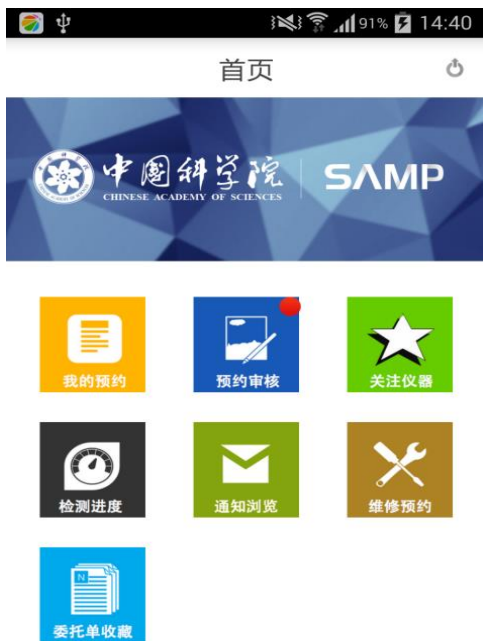 91% 14:40
首页
中国科学院 SAMP
CHINESE ACADEMY OF SCIENCES
我的预约 预约审核 关注仪器
检测进度 通知浏览 维修预约
N
委托单收藏